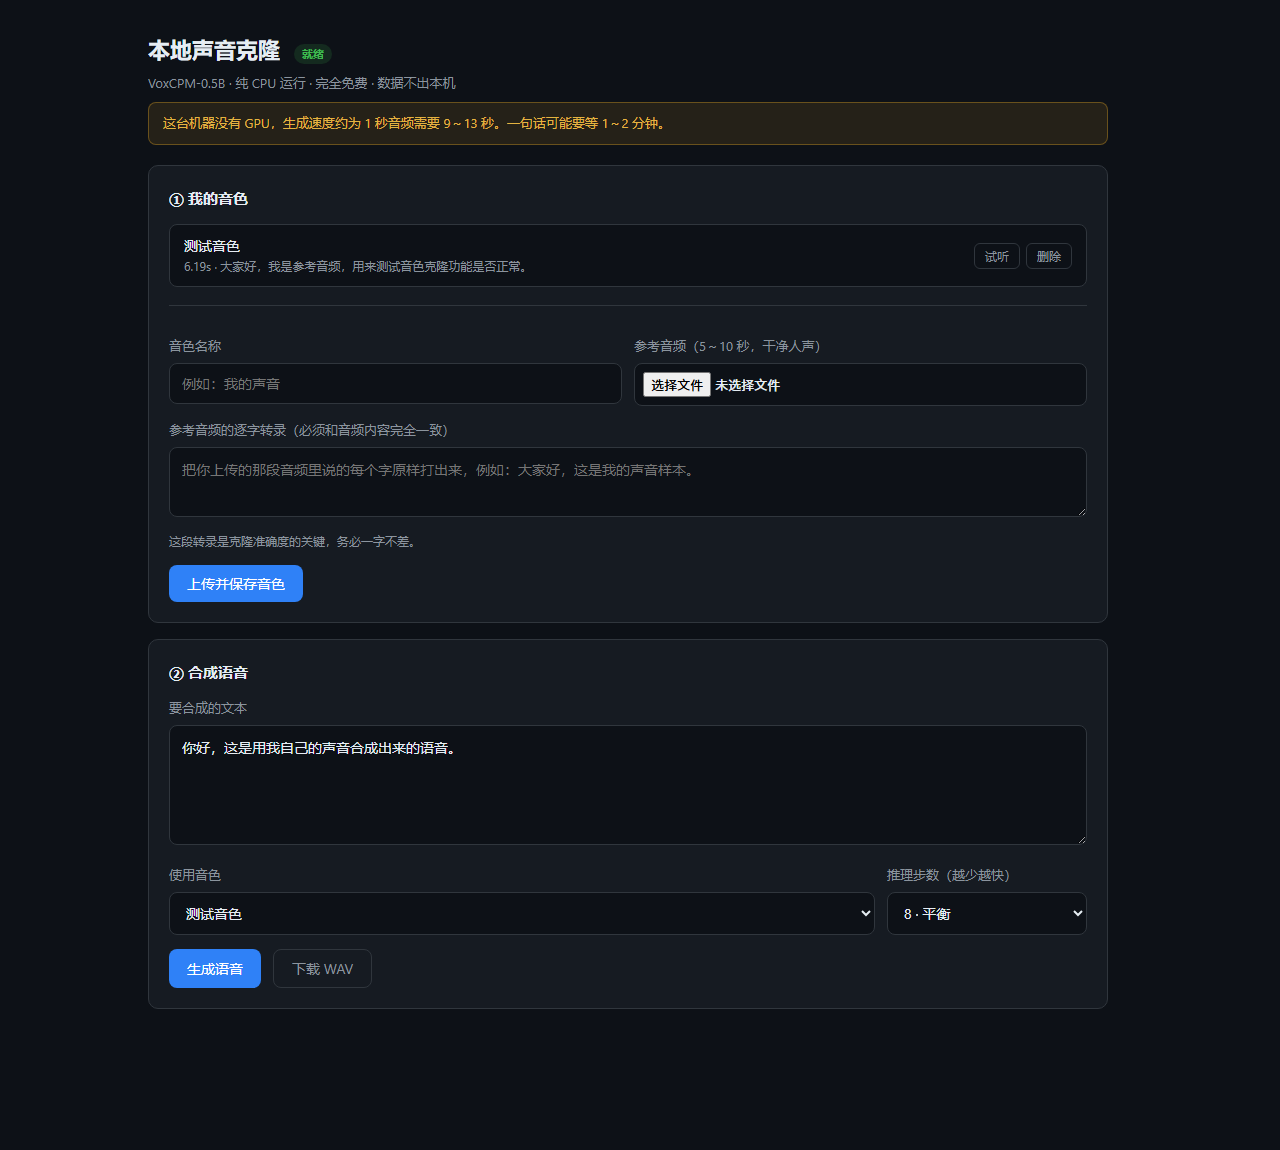 本地声音克隆 就绪
VoxCPM-0.5B · 纯 CPU 运行 · 完全免费 · 数据不出本机
这台机器没有 GPU，生成速度约为 1 秒音频需要 9～13 秒。一句话可能要等 1～2 分钟。
① 我的音色
测试音色
6.19s · 大家好，我是参考音频，用来测试音色克隆功能是否正常。
试听 删除
音色名称 参考音频（5～10 秒，干净人声）
例如：我的声音 选择文件 未选择文件
参考音频的逐字转录（必须和音频内容完全一致）
把你上传的那段音频里说的每个字原样打出来，例如：大家好，这是我的声音样本。
这段转录是克隆准确度的关键，务必一字不差。
上传并保存音色
② 合成语音
要合成的文本
你好，这是用我自己的声音合成出来的语音。
使用音色 推理步数（越少越快）
测试音色 8 · 平衡
生成语音 下载 WAV